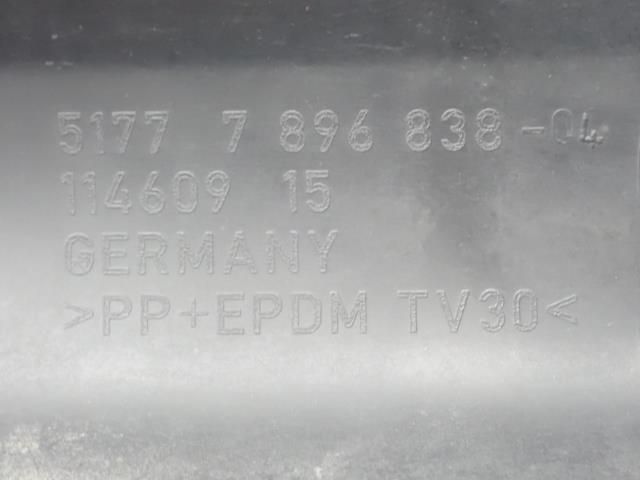 5177 7 896 838-04
114609 15
GERMANY
>PP+EPDM TV30<